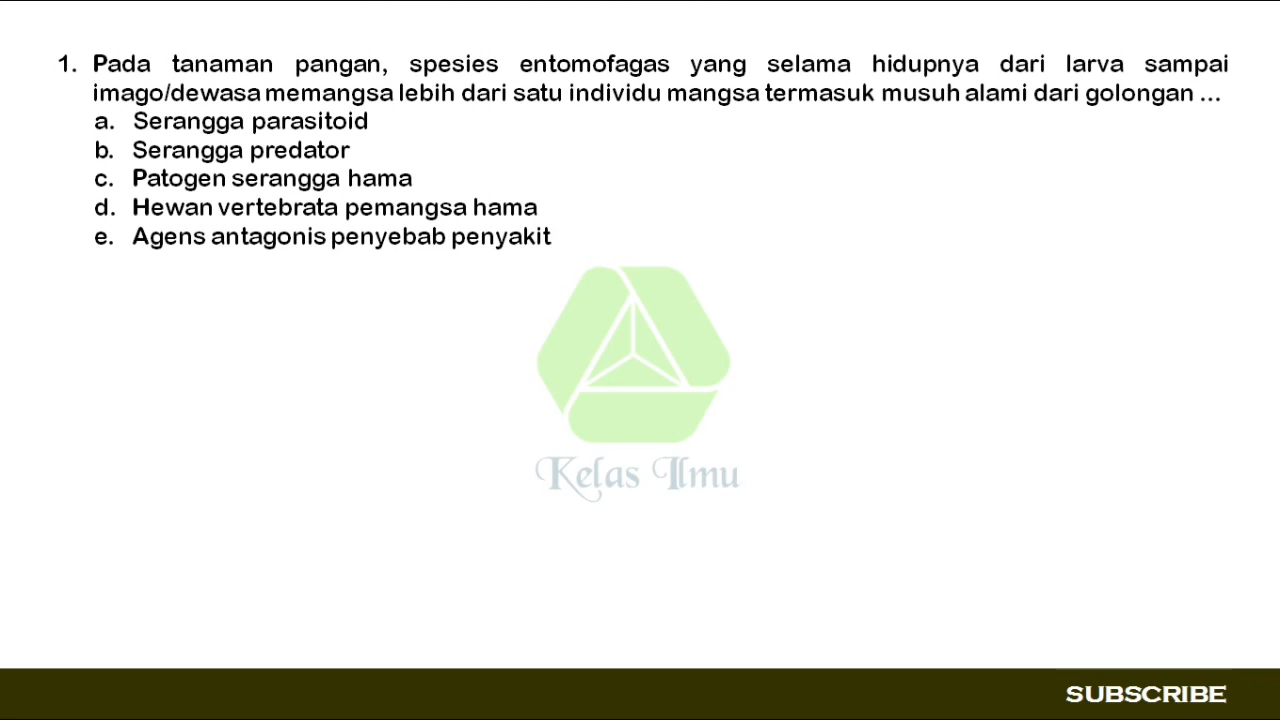 1. Pada tanaman pangan, spesies entomofagas yang selama hidupnya dari larva sampai
imago/dewasa memangsa lebih dari satu individu mangsa termasuk musuh alami dari golongan ...
a. Serangga parasitoid
b. Serangga predator
c. Patogen serangga hama
d. Hewan vertebrata pemangsa hama
e. Agens antagonis penyebab penyakit
Kelas Ilmu
SUBSCRIBE